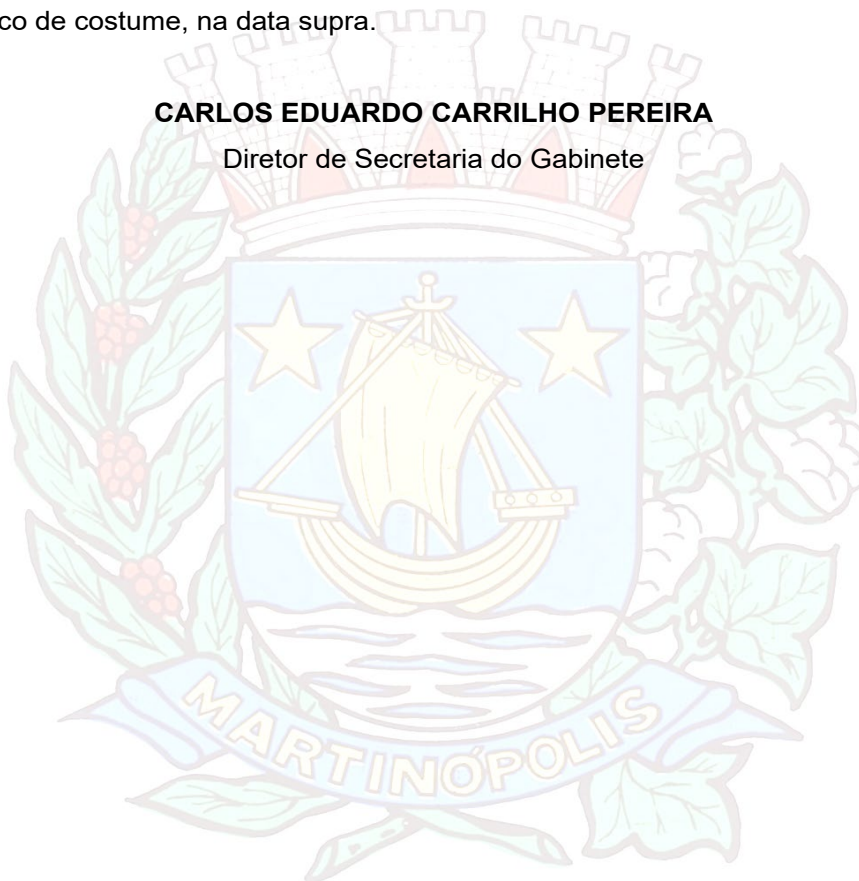 co de costume, na data supra.
CARLOS EDUARDO CARRILHO PEREIRA
Diretor de Secretaria do Gabinete
MARTINÓPOLIS